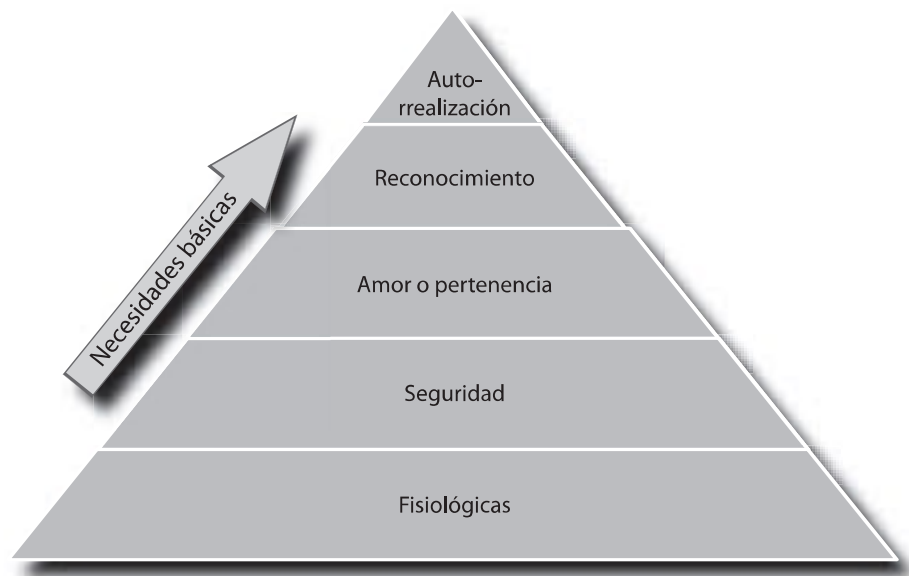 Auto-
rrealización
Reconocimiento
Necesidades básicas
Amor o pertenencia
Seguridad
Fisiológicas